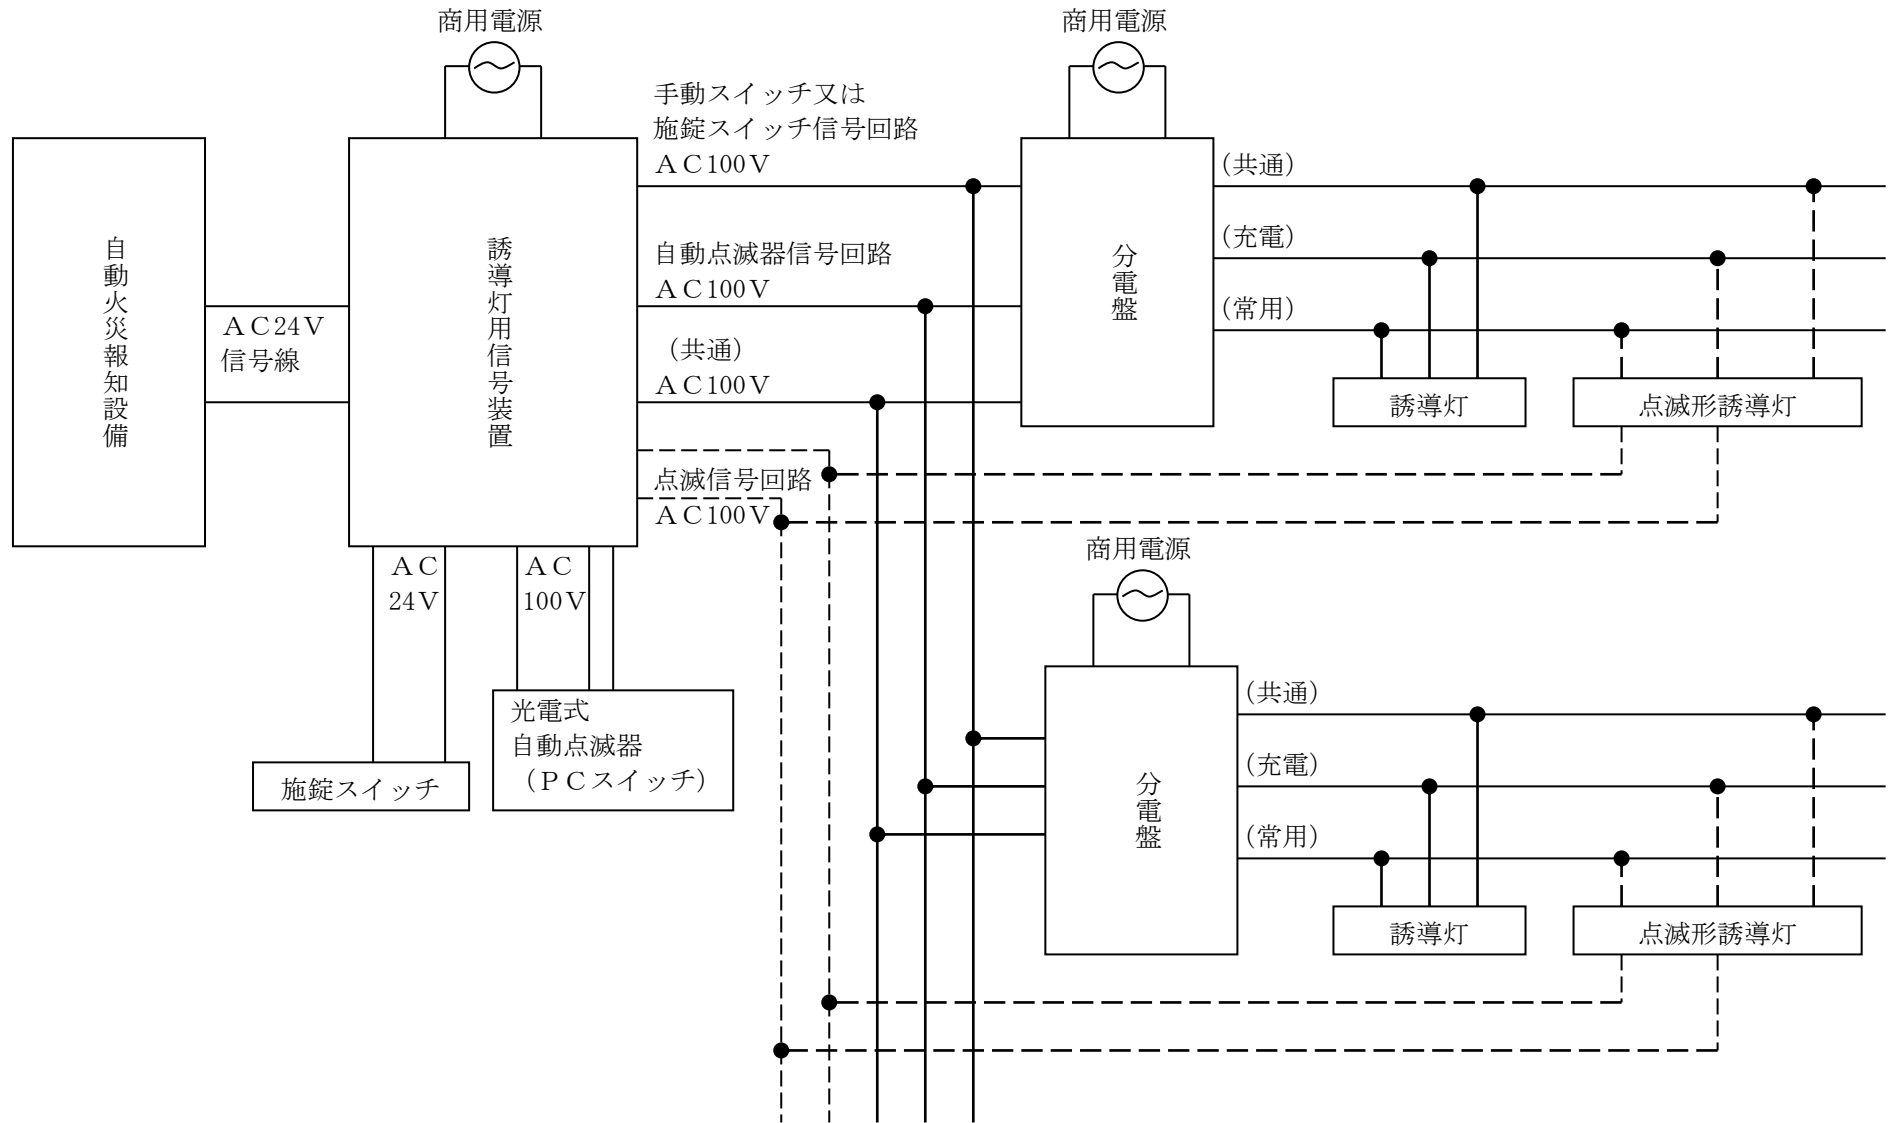 商用電源
商用電源
手動スイッチ又は
施錠スイッチ信号回路
ＡＣ100Ｖ
（共通）
自動火災報知設備
誘導灯用信号装置
自動点滅器信号回路
ＡＣ100Ｖ
分電盤
（充電）
（常用）
ＡＣ24Ｖ
信号線
（共通）
ＡＣ100Ｖ
誘導灯
点滅形誘導灯
点滅信号回路
ＡＣ100Ｖ
商用電源
ＡＣ
24Ｖ
ＡＣ
100Ｖ
施錠スイッチ
光電式
自動点滅器
（ＰＣスイッチ）
分電盤
（共通）
（充電）
（常用）
誘導灯
点滅形誘導灯